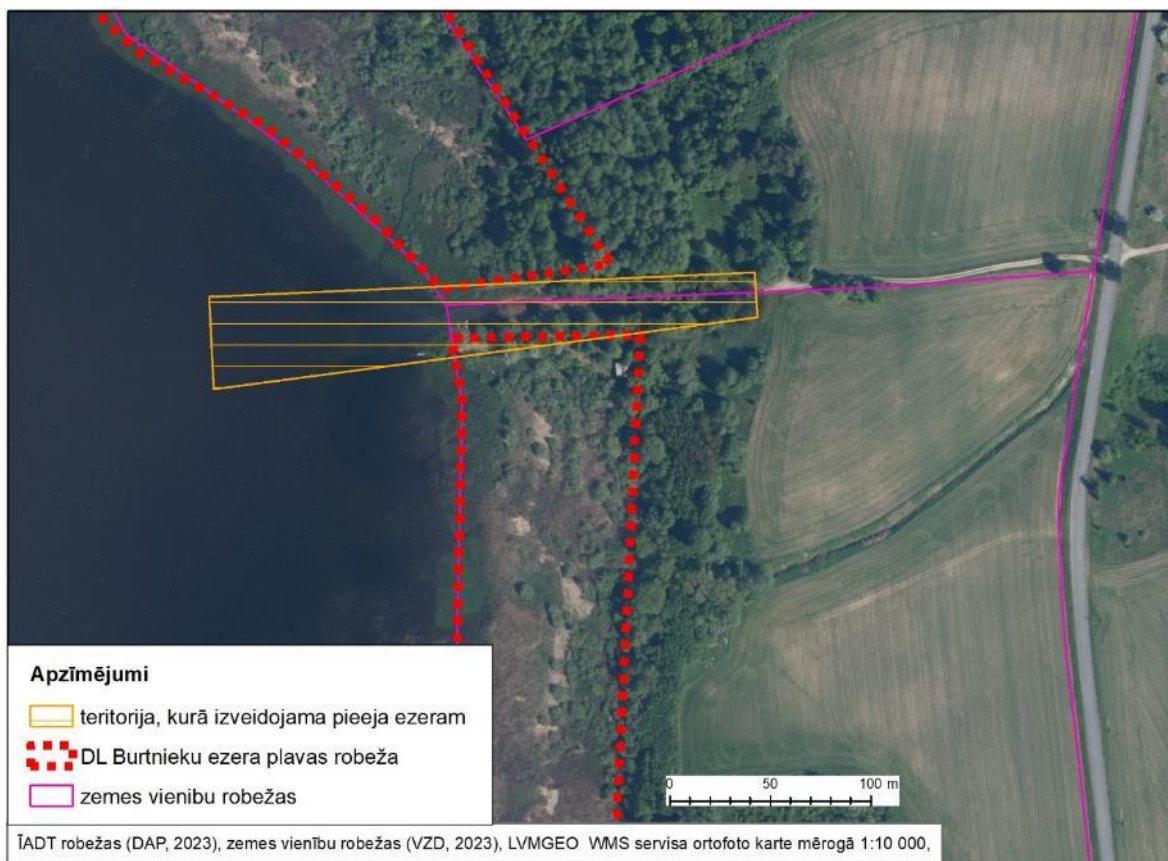 Apzīmējumi
teritorija, kurā izveidojama pieeja ezeram
DL Burtnieku ezera pļavas robeža
zemes vienību robežas
0 50 100 m
ĪADT robežas (DAP, 2023), zemes vienību robežas (VZD, 2023), LVMGEO WMS servisa ortofoto karte mērogā 1:10 000,